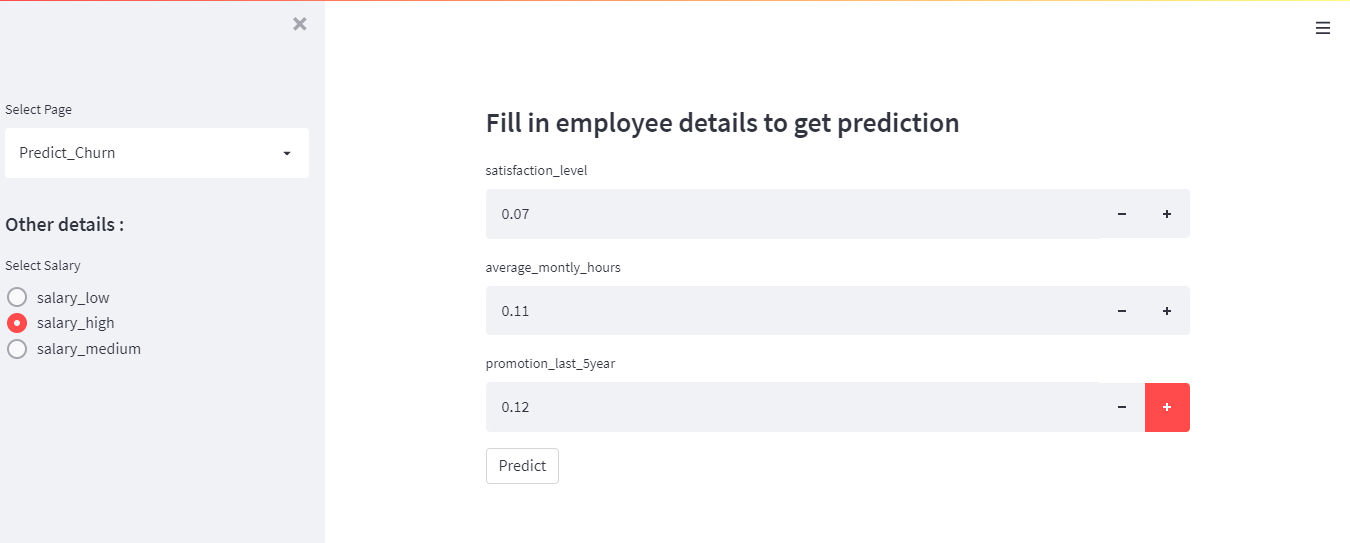 Select Page
Predict_Churn
Other details :
Select Salary
salary_low
salary_high
salary_medium
Fill in employee details to get prediction
satisfaction_level
0.07
average_montly_hours
0.11
promotion_last_5year
0.12
Predict